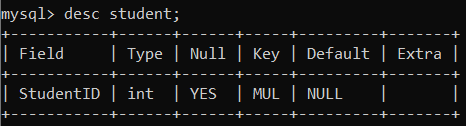 mysql> desc student;
+-----------+------+------+-----+---------+-------+
| Field     | Type | Null | Key | Default | Extra |
+-----------+------+------+-----+---------+-------+
| StudentID | int  | YES  | MUL | NULL    |       |
+-----------+------+------+-----+---------+-------+